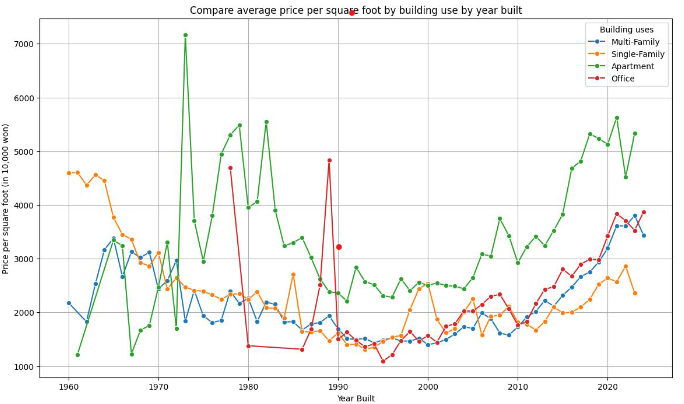 Compare average price per square foot by building use by year built
Building uses
Multi-Family
Single-Family
Apartment
Office
7000
6000
5000
4000
3000
2000
1000
Price per square foot (in 10,000 won)
1960 1970 1980 1990 2000 2010 2020
Year Built